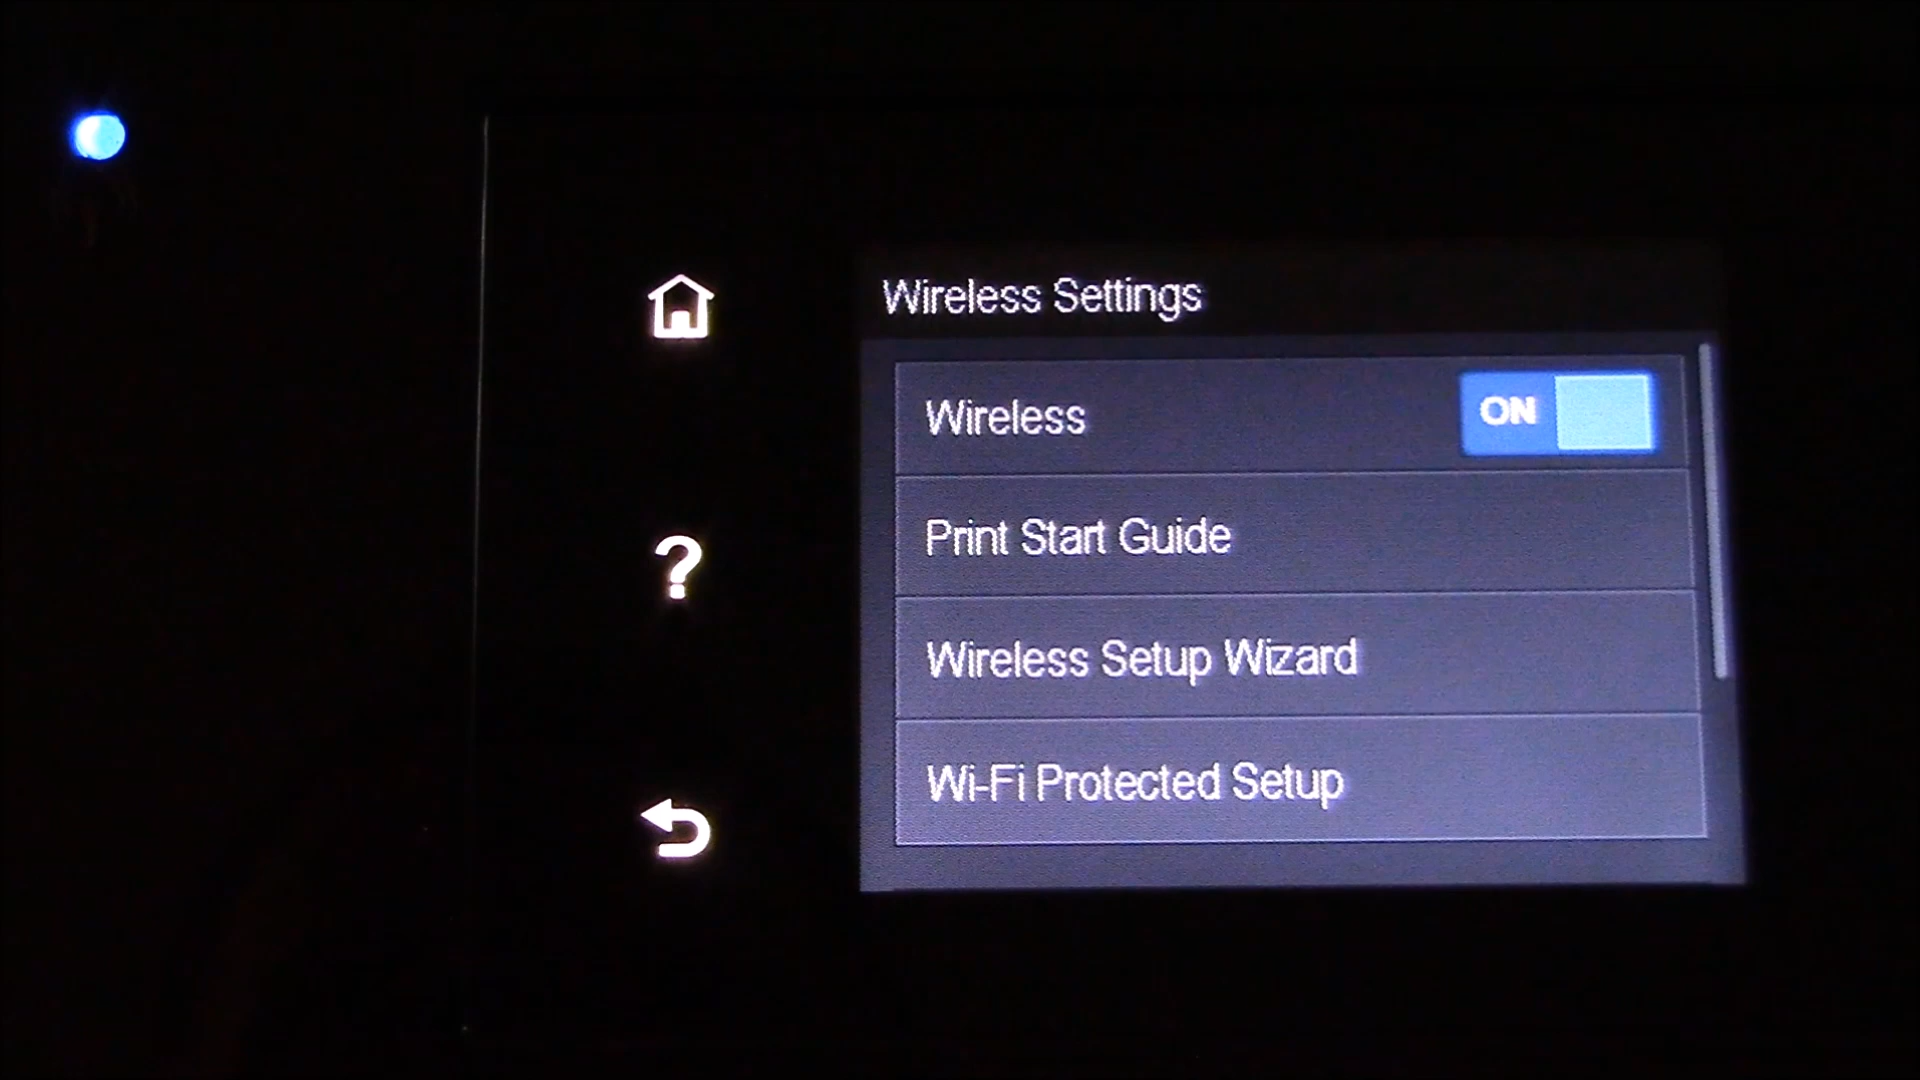 Wireless Settings
Wireless ON
Print Start Guide
Wireless Setup Wizard
Wi-Fi Protected Setup